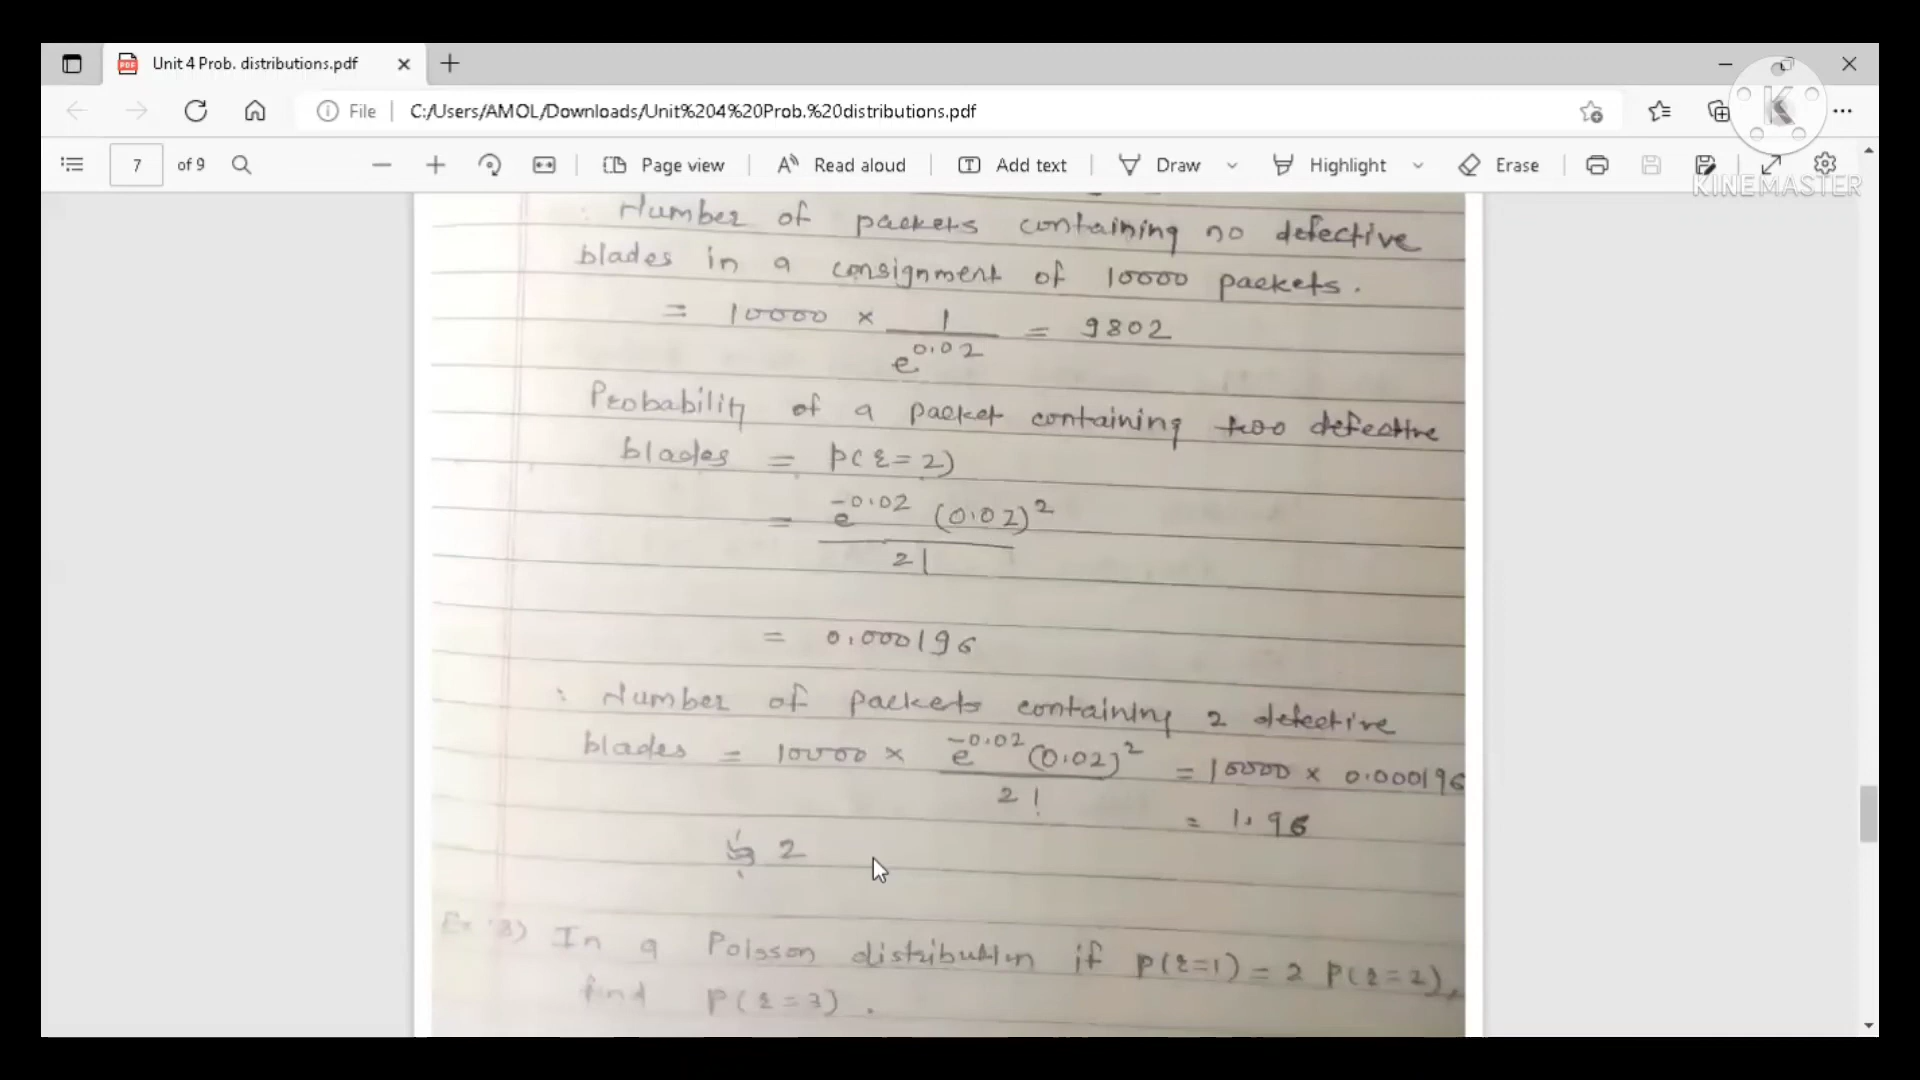 Unit 4 Prob. distributions.pdf
File | C:/Users/AMOL/Downloads/Unit%204%20Prob.%20distributions.pdf
7 of 9 Page view Read aloud Add text Draw Highlight Erase
K
KINEMASTER
∴ Number of packets containing no defective
blades in a consignment of 10000 packets.
= 10000 × 1/e^0.02 = 9802
Probability of a packet containing two defective
blades = P(r=2)
= e^-0.02 (0.02)^2 / 2!
= 0.000196
∴ Number of packets containing 2 defective
blades = 10000 × e^-0.02 (0.02)^2 / 2! = 10000 × 0.000196
= 1.96
≒ 2
Ex. 3) In a Poisson distribution if P(r=1) = 2 P(r=2),
find P(r=3).